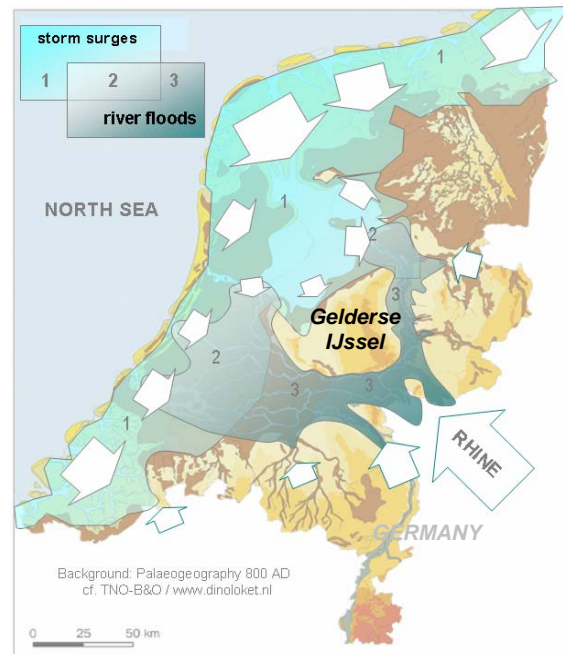 storm surges
1
2
3
river floods
1
NORTH SEA
1
2
3
Gelderse
IJssel
2
3
3
1
RHINE
GERMANY
Background: Palaeogeography 800 AD
cf. TNO-B&O / www.dinoloket.nl
0 25 50 km